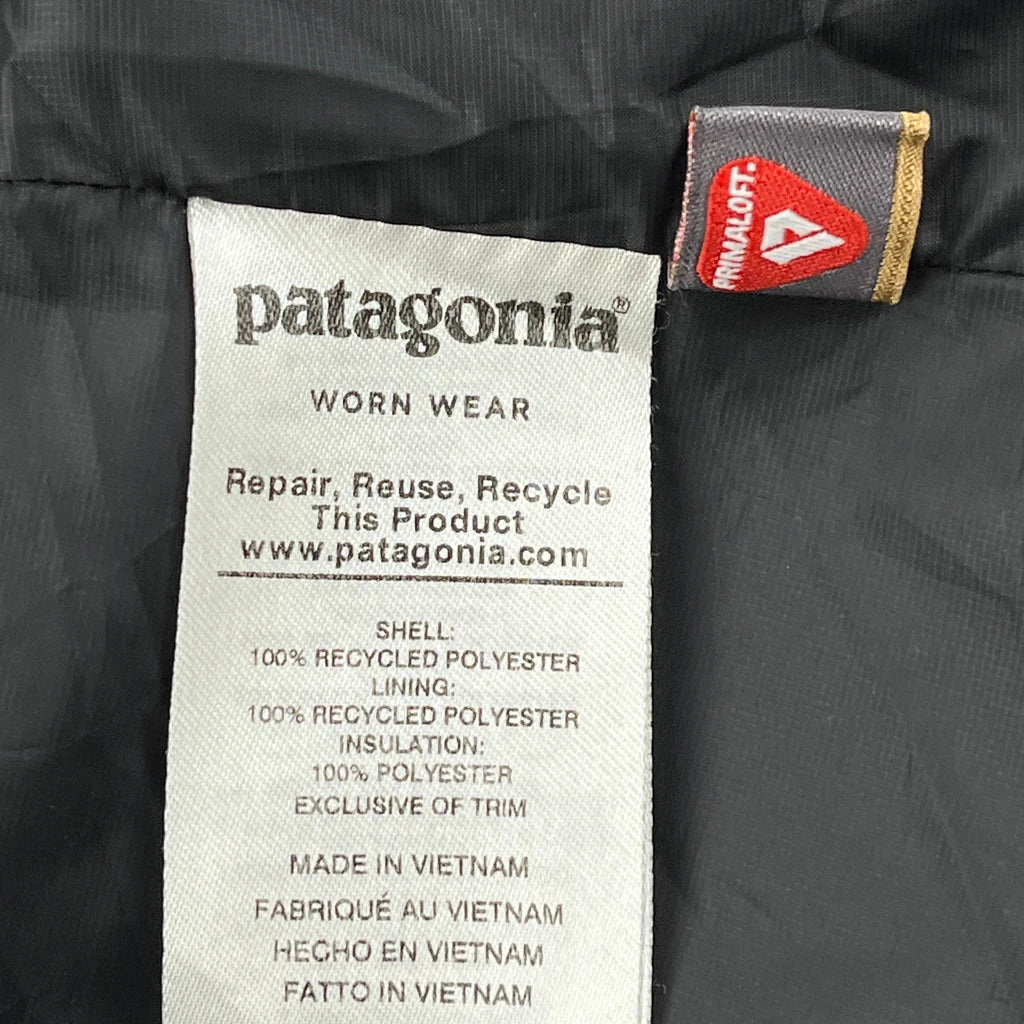 PRIMALOFT.
patagonia®
WORN WEAR
Repair, Reuse, Recycle
This Product
www.patagonia.com
SHELL:
100% RECYCLED POLYESTER
LINING:
100% RECYCLED POLYESTER
INSULATION:
100% POLYESTER
EXCLUSIVE OF TRIM
MADE IN VIETNAM
FABRIQUÉ AU VIETNAM
HECHO EN VIETNAM
FATTO IN VIETNAM